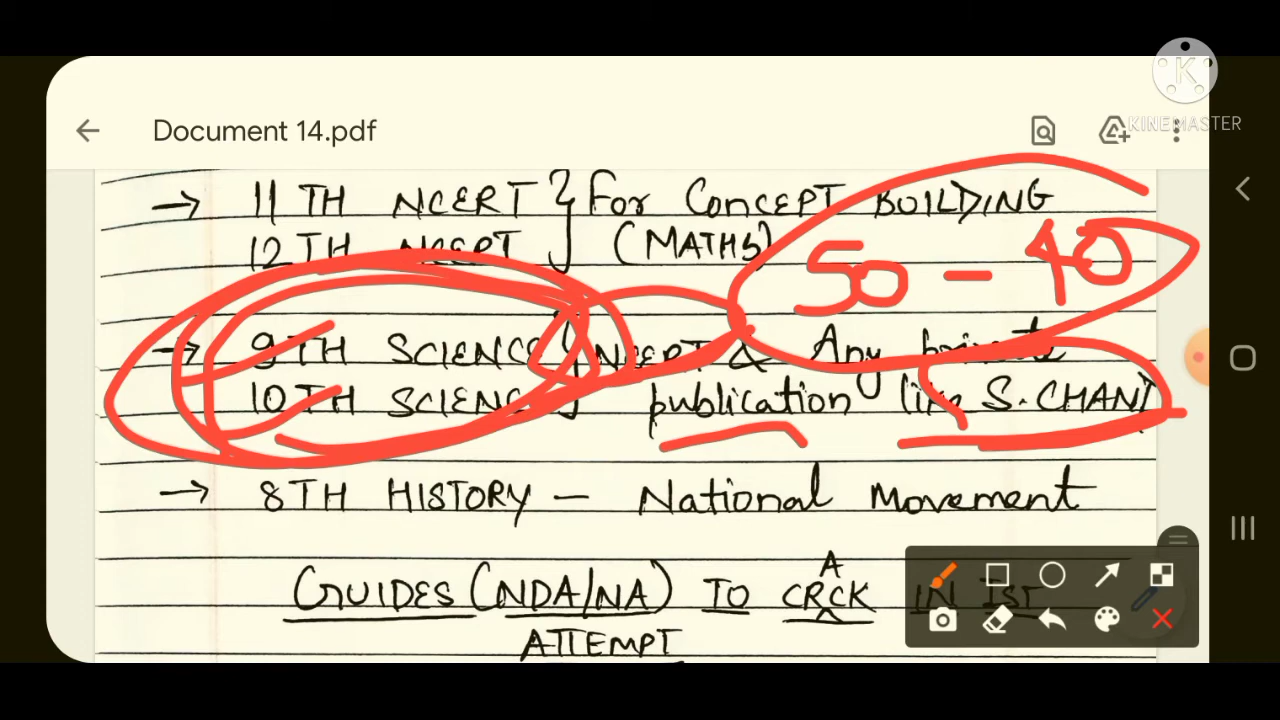 KINEMASTER
Document 14.pdf
→ 11 TH NCERT } For CONCEPT BUILDING
12 TH NCERT (MATHS)
50 - 40
→ 9TH SCIENCE } NCERT & Any private
10TH SCIENCE publication like S. CHAND
→ 8TH HISTORY - National Movement
GUIDES (NDA/NA) TO CRACK IN IST
ATTEMPT